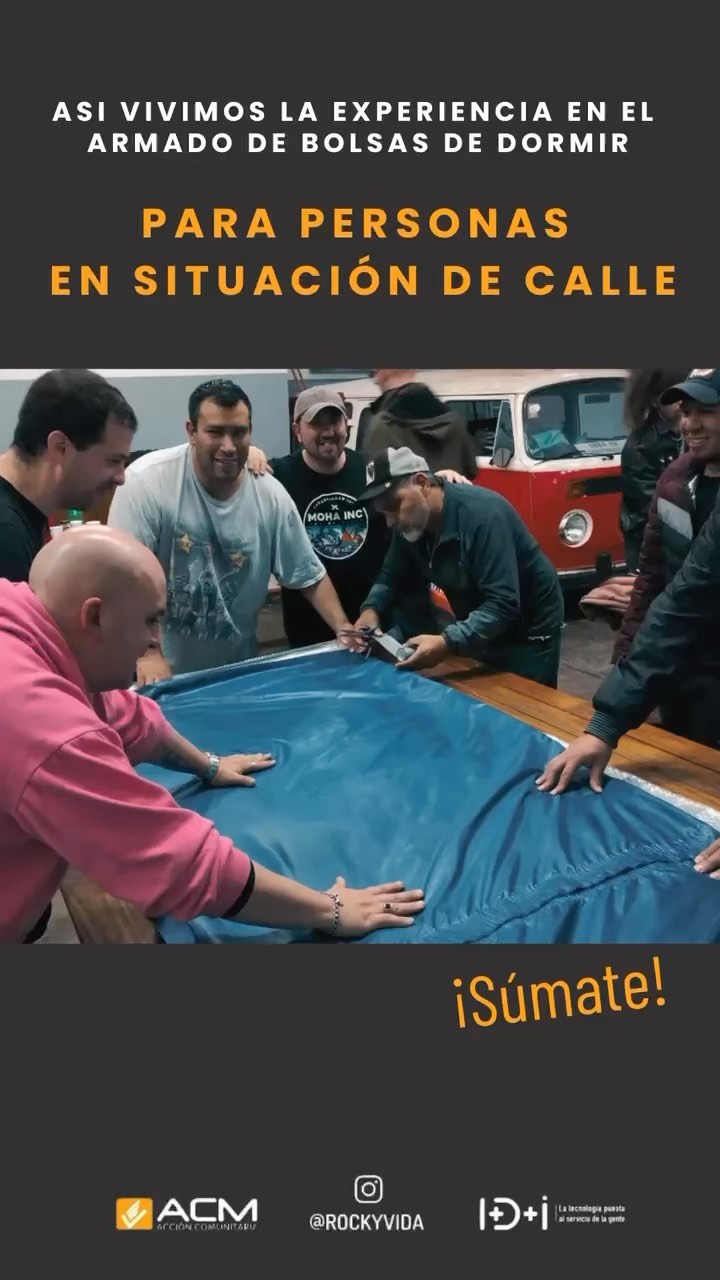 ASI VIVIMOS LA EXPERIENCIA EN EL
ARMADO DE BOLSAS DE DORMIR
PARA PERSONAS
EN SITUACIÓN DE CALLE
MOHA INC
¡Súmate!
ACM
ACCIÓN COMUNITARIA
@ROCKYVIDA
I+D+i
La tecnología puesta
al servicio de la gente